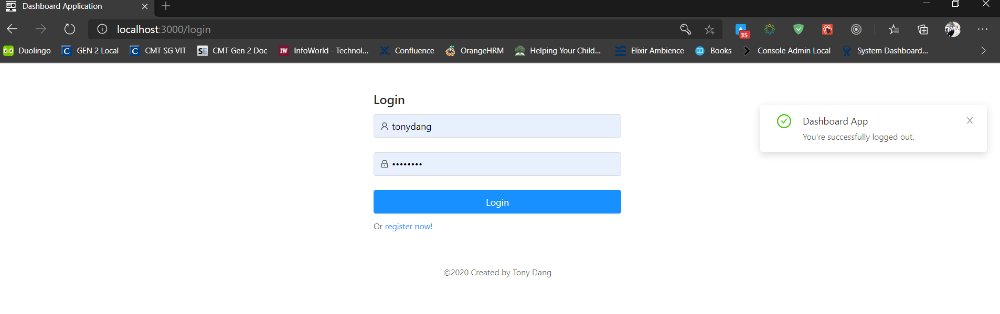 Dashboard Application
localhost:3000/login
35
Duolingo GEN 2 Local CMT SG VIT SE CMT Gen 2 Doc IW InfoWorld - Technol... Confluence OrangeHRM Helping Your Child... Elixir Ambience Books Console Admin Local System Dashboard...
Login
tonydang
••••••••
Login
Or register now!
Dashboard App
You're successfully logged out.
©2020 Created by Tony Dang